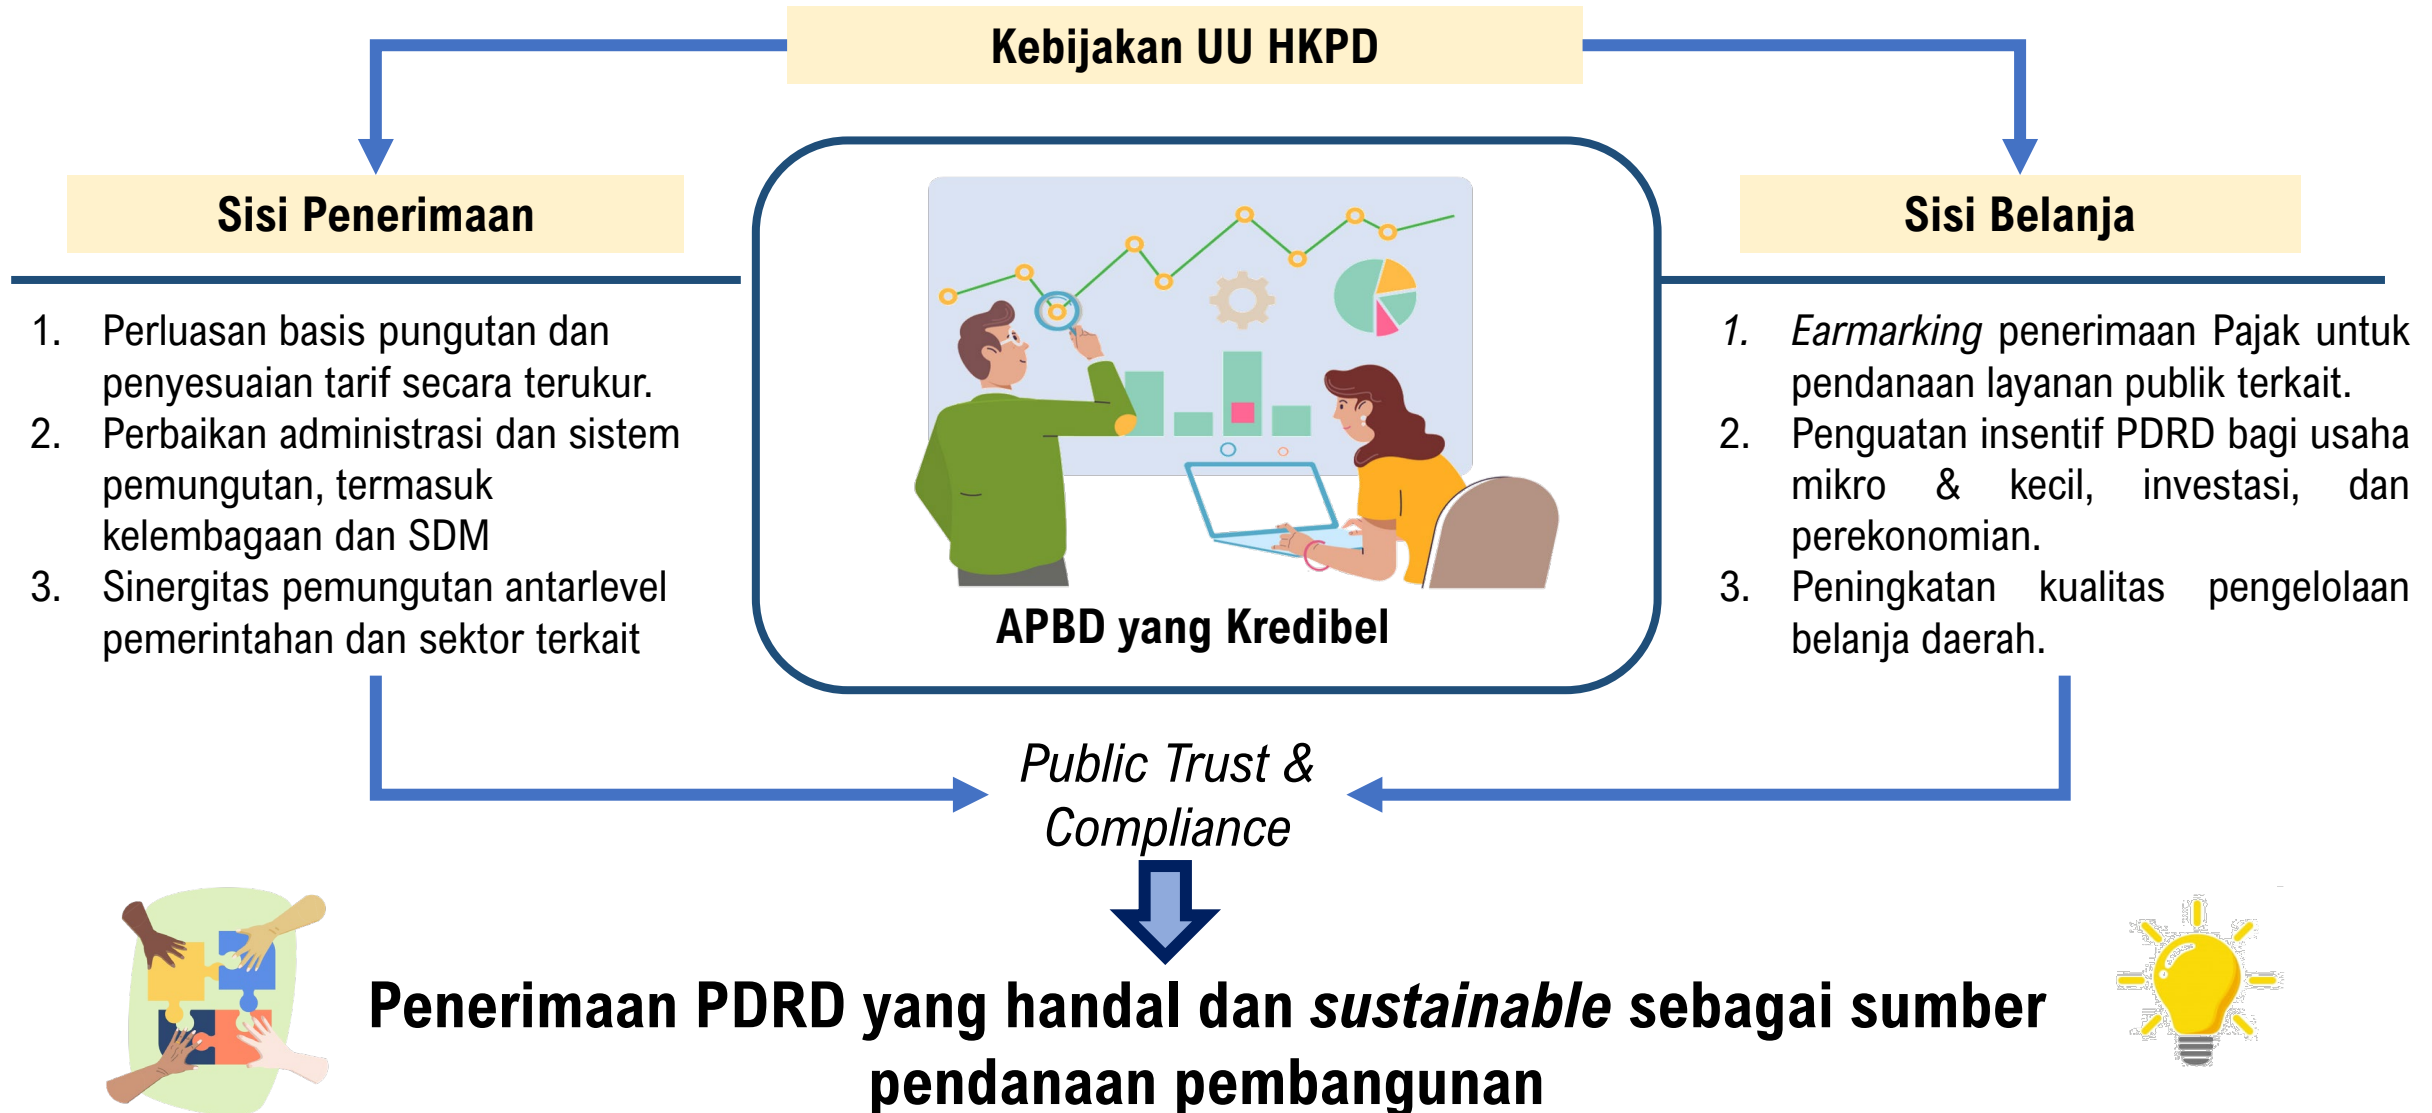 Kebijakan UU HKPD
Sisi Penerimaan
1. Perluasan basis pungutan dan
penyesuaian tarif secara terukur.
2. Perbaikan administrasi dan sistem
pemungutan, termasuk
kelembagaan dan SDM
3. Sinergitas pemungutan antarlevel
pemerintahan dan sektor terkait
APBD yang Kredibel
Sisi Belanja
1. Earmarking penerimaan Pajak untuk
pendanaan layanan publik terkait.
2. Penguatan insentif PDRD bagi usaha
mikro & kecil, investasi, dan
perekonomian.
3. Peningkatan kualitas pengelolaan
belanja daerah.
Public Trust &
Compliance
Penerimaan PDRD yang handal dan sustainable sebagai sumber
pendanaan pembangunan